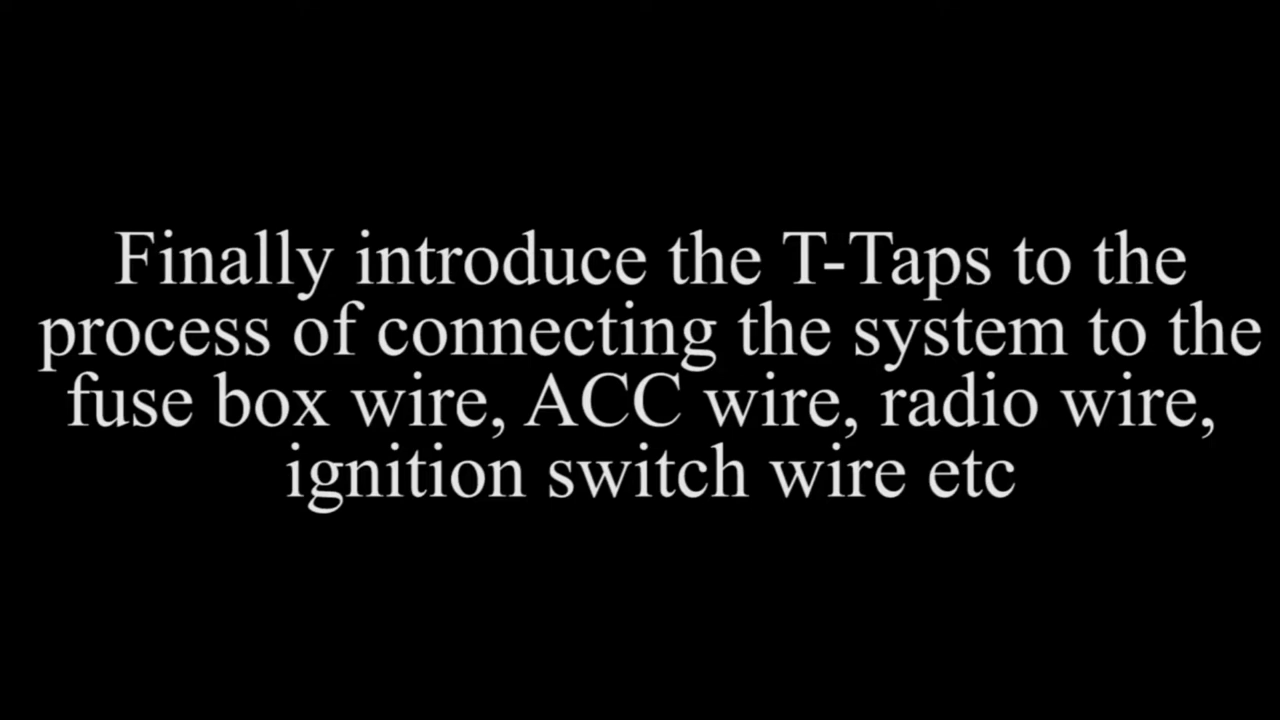 Finally introduce the T-Taps to the
process of connecting the system to the
fuse box wire, ACC wire, radio wire,
ignition switch wire etc